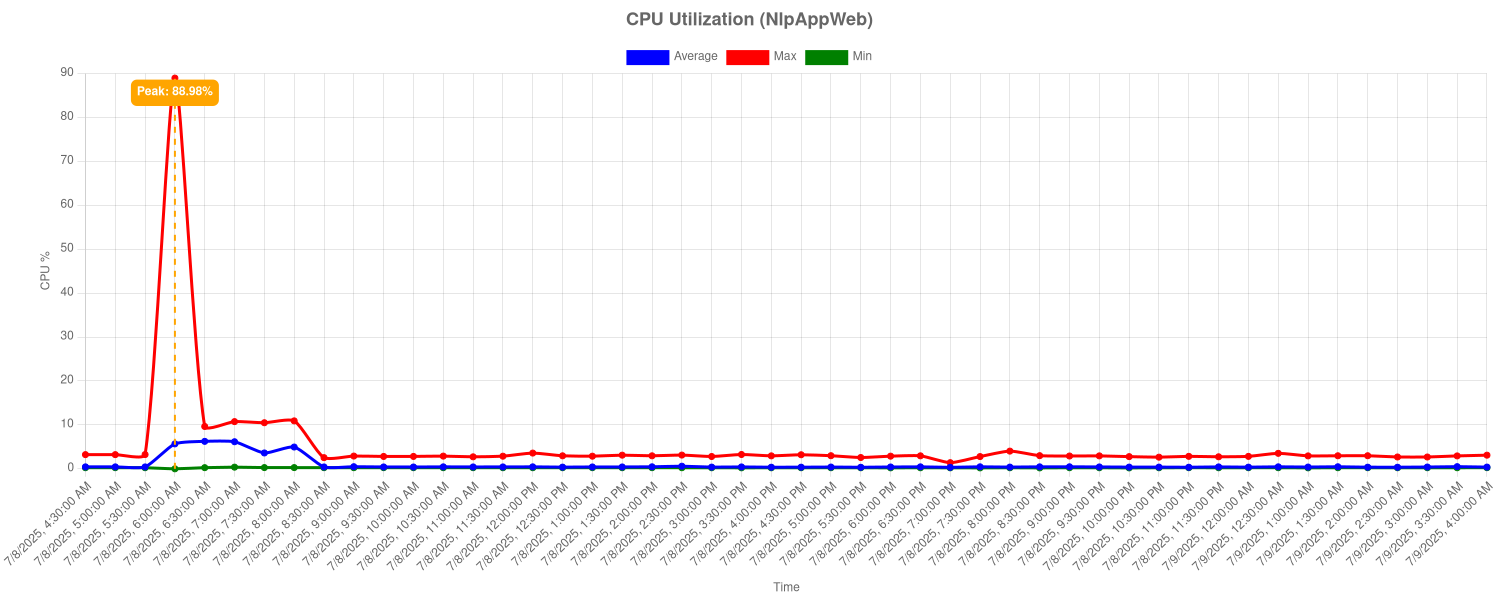 CPU Utilization (NlpAppWeb)
Average Max Min
Peak: 88.98%
90
80
70
60
50
40
30
20
10
0
CPU %
7/8/2025, 4:30:00 AM
7/8/2025, 5:00:00 AM
7/8/2025, 5:30:00 AM
7/8/2025, 6:00:00 AM
7/8/2025, 6:30:00 AM
7/8/2025, 7:00:00 AM
7/8/2025, 7:30:00 AM
7/8/2025, 8:00:00 AM
7/8/2025, 8:30:00 AM
7/8/2025, 9:00:00 AM
7/8/2025, 9:30:00 AM
7/8/2025, 10:00:00 AM
7/8/2025, 10:30:00 AM
7/8/2025, 11:00:00 AM
7/8/2025, 11:30:00 AM
7/8/2025, 12:00:00 PM
7/8/2025, 12:30:00 PM
7/8/2025, 1:00:00 PM
7/8/2025, 1:30:00 PM
7/8/2025, 2:00:00 PM
7/8/2025, 2:30:00 PM
7/8/2025, 3:00:00 PM
7/8/2025, 3:30:00 PM
7/8/2025, 4:00:00 PM
7/8/2025, 4:30:00 PM
7/8/2025, 5:00:00 PM
7/8/2025, 5:30:00 PM
7/8/2025, 6:00:00 PM
7/8/2025, 6:30:00 PM
7/8/2025, 7:00:00 PM
7/8/2025, 7:30:00 PM
7/8/2025, 8:00:00 PM
7/8/2025, 8:30:00 PM
7/8/2025, 9:00:00 PM
7/8/2025, 9:30:00 PM
7/8/2025, 10:00:00 PM
7/8/2025, 10:30:00 PM
7/8/2025, 11:00:00 PM
7/8/2025, 11:30:00 PM
7/9/2025, 12:00:00 AM
7/9/2025, 12:30:00 AM
7/9/2025, 1:00:00 AM
7/9/2025, 1:30:00 AM
7/9/2025, 2:00:00 AM
7/9/2025, 2:30:00 AM
7/9/2025, 3:00:00 AM
7/9/2025, 3:30:00 AM
7/9/2025, 4:00:00 AM
Time